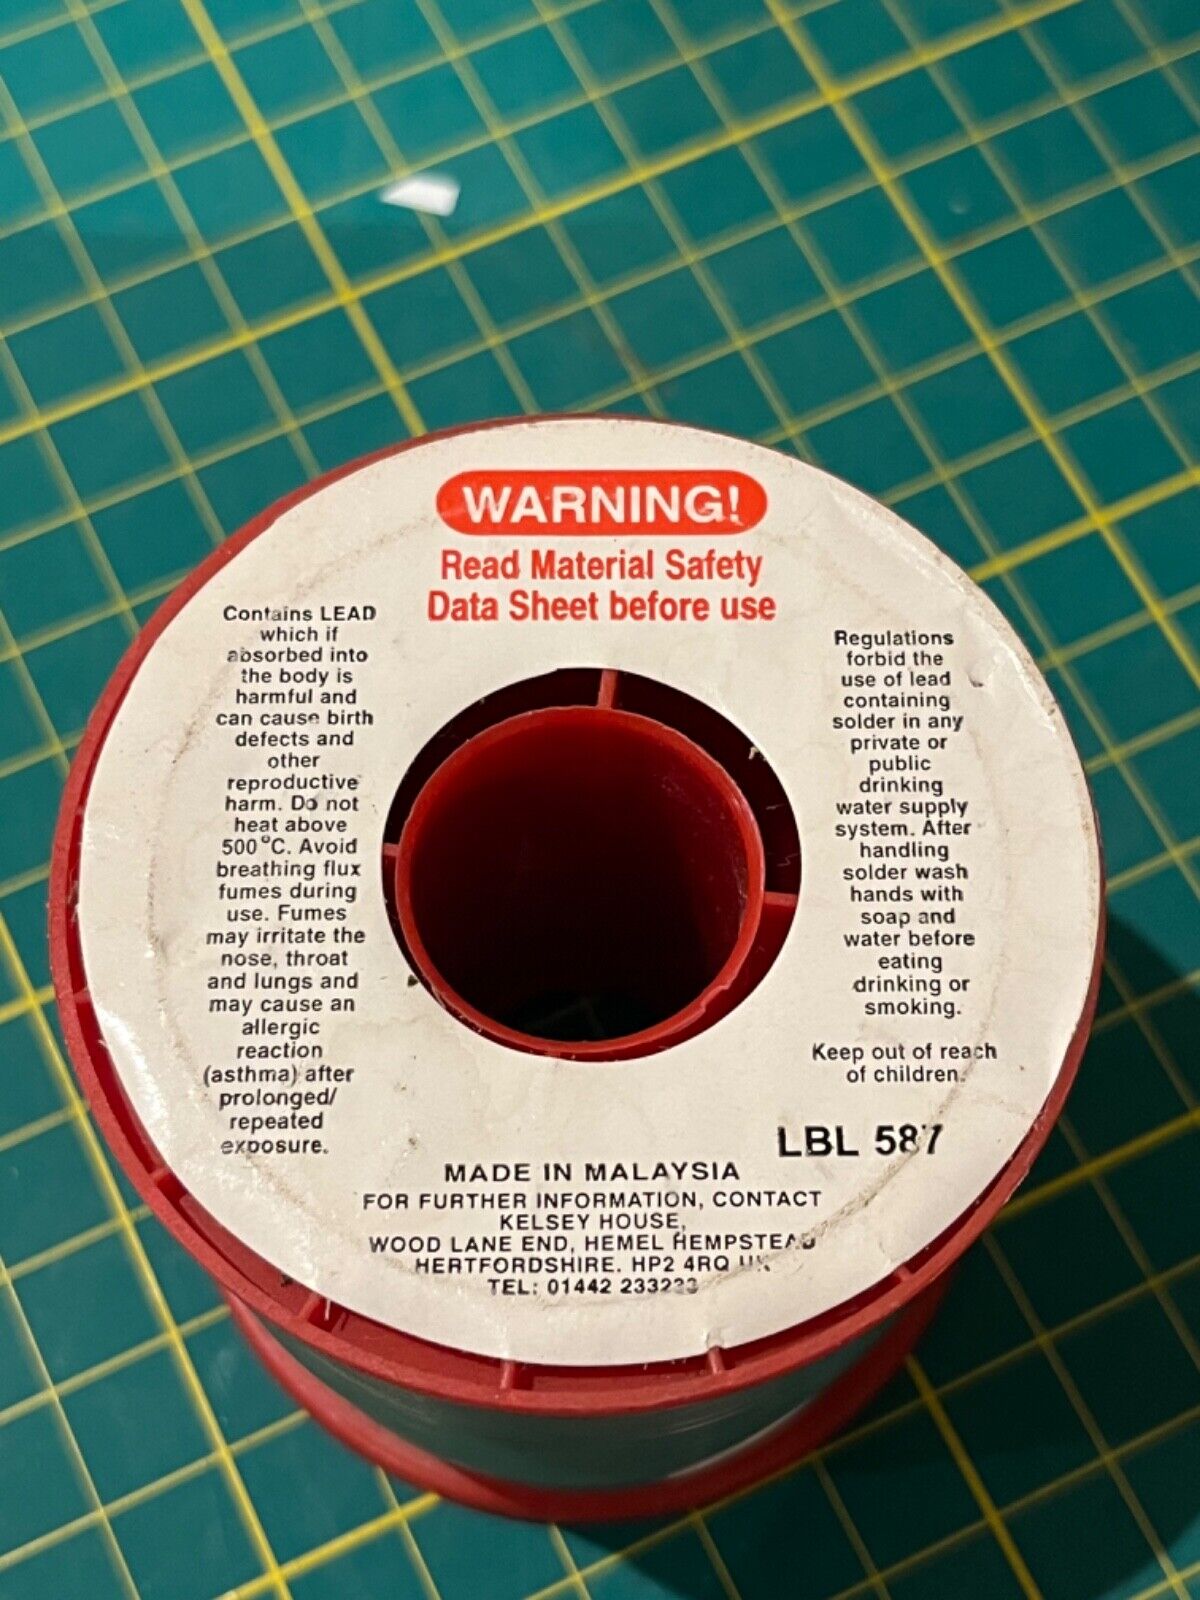 WARNING!
Read Material Safety
Data Sheet before use
Contains LEAD
which if
absorbed into
the body is
harmful and
can cause birth
defects and
other
reproductive
harm. Do not
heat above
500°C. Avoid
breathing flux
fumes during
use. Fumes
may irritate the
nose, throat
and lungs and
may cause an
allergic
reaction
(asthma) after
prolonged/
repeated
exposure.
Regulations
forbid the
use of lead
containing
solder in any
private or
public
drinking
water supply
system. After
handling
solder wash
hands with
soap and
water before
eating
drinking or
smoking.
Keep out of reach
of children.
LBL 587
MADE IN MALAYSIA
FOR FURTHER INFORMATION, CONTACT
KELSEY HOUSE,
WOOD LANE END, HEMEL HEMPSTEAD
HERTFORDSHIRE. HP2 4RQ UK
TEL: 01442 233233